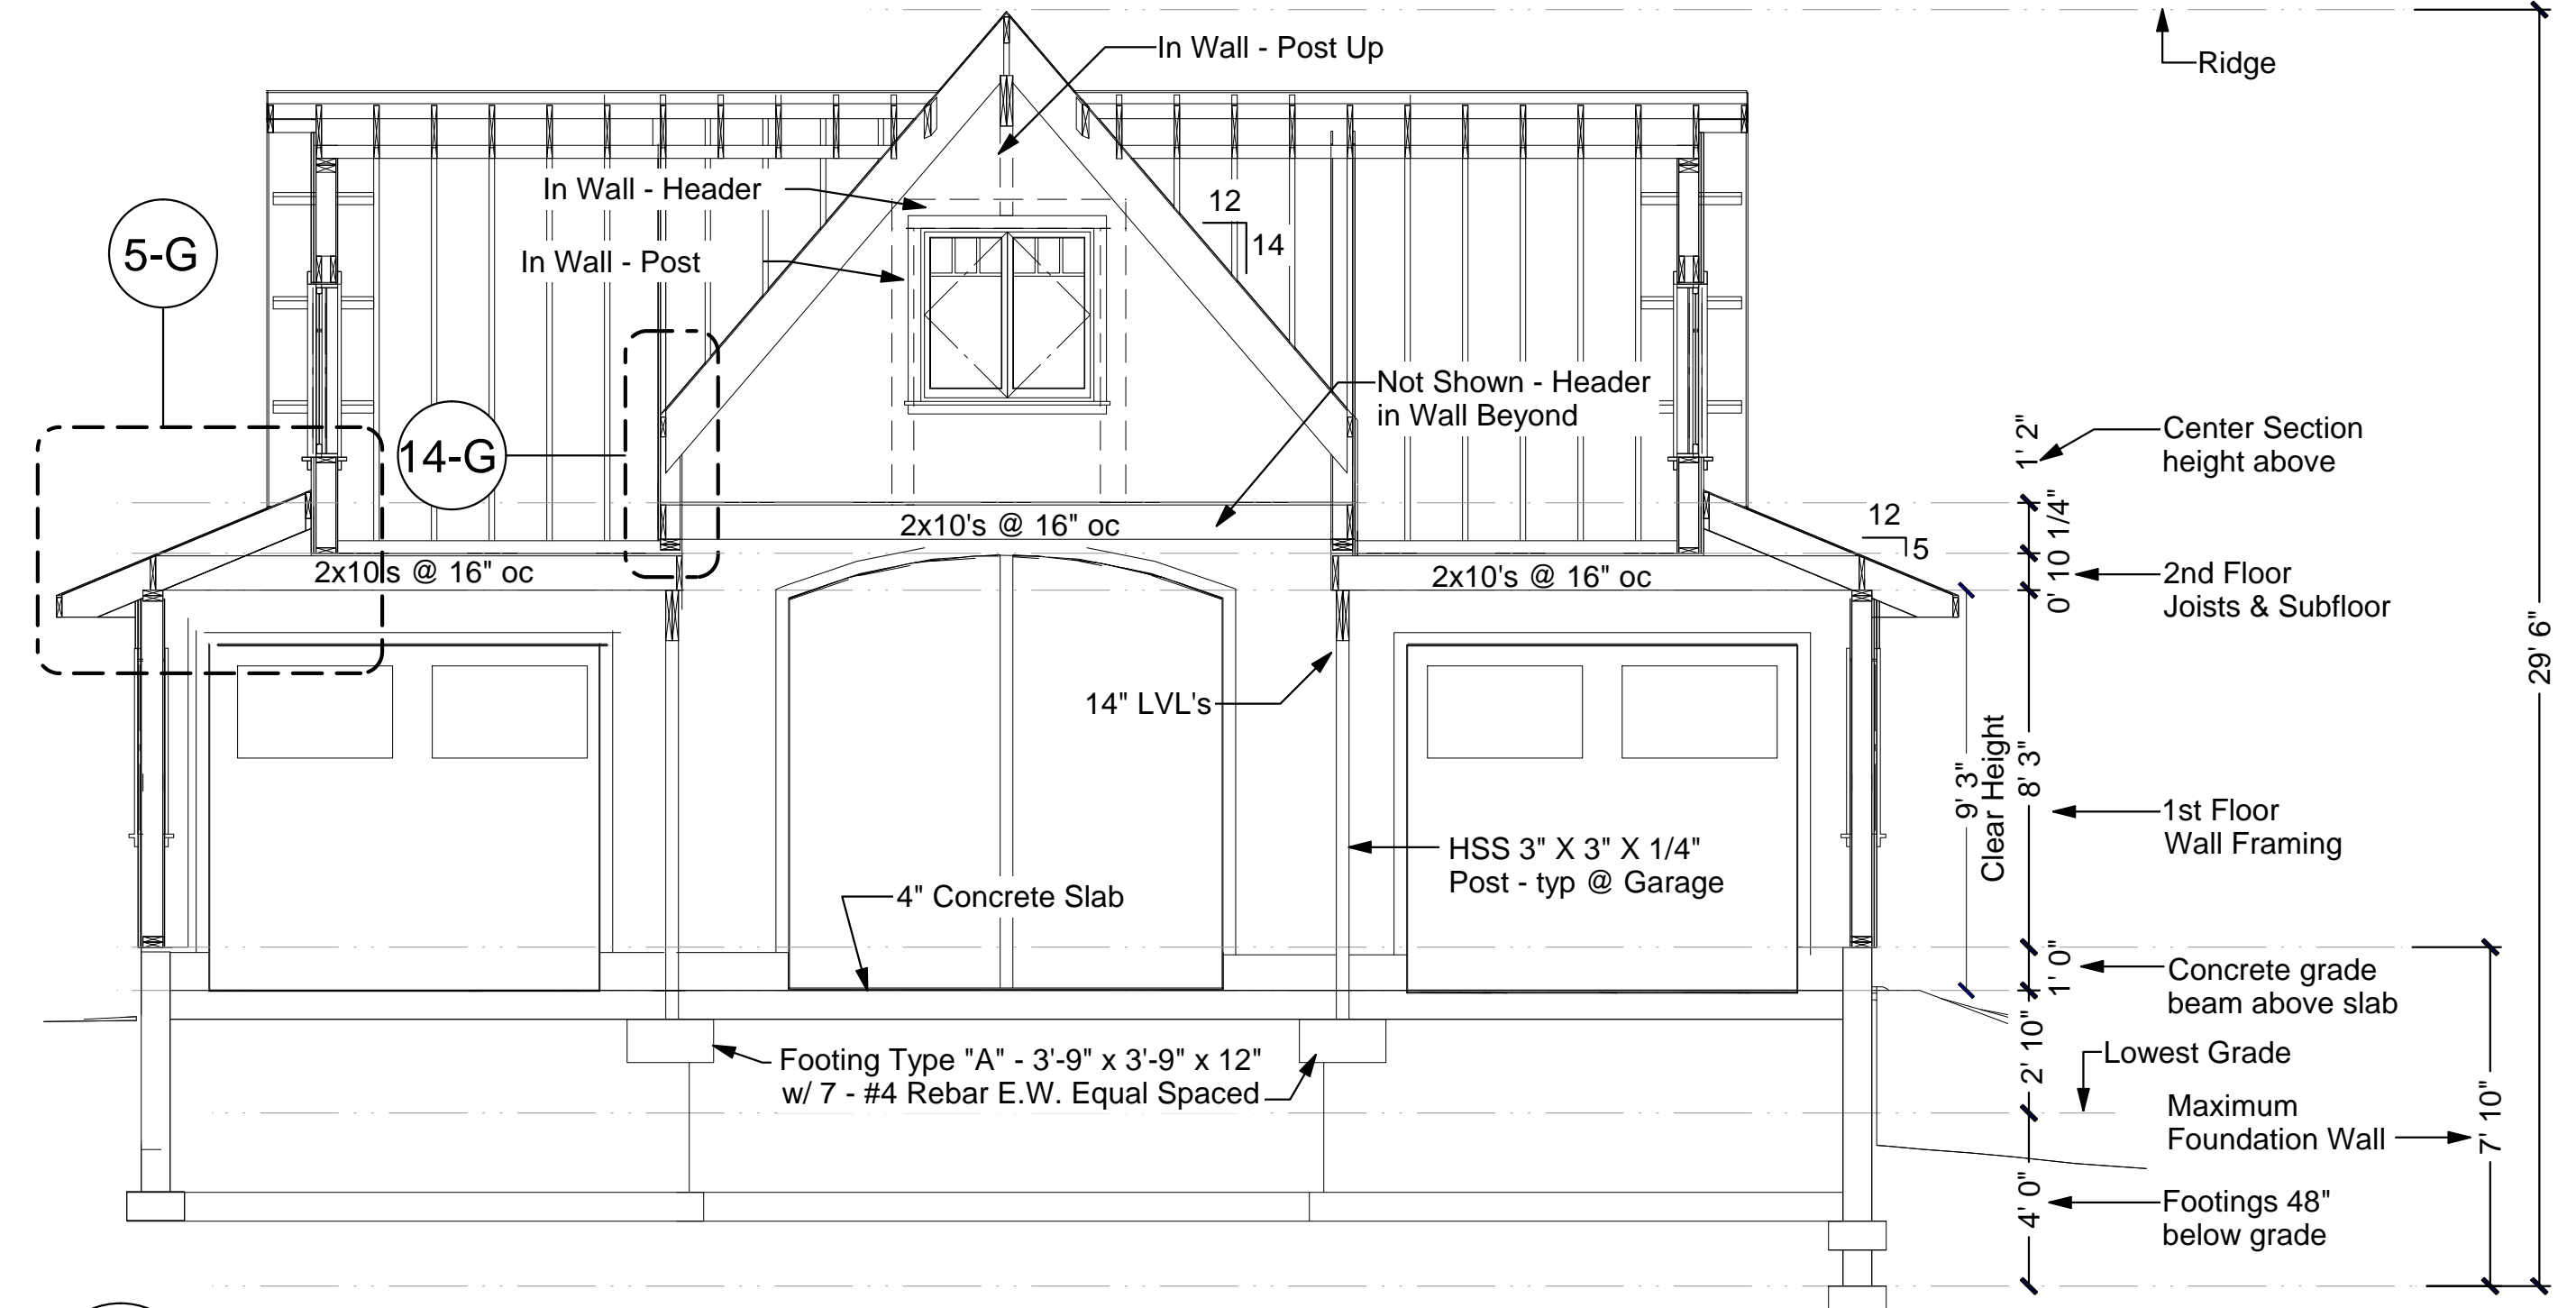 In Wall - Post Up
Ridge
In Wall - Header
12
14
5-G
In Wall - Post
Not Shown - Header
in Wall Beyond
14-G
1' 2"
Center Section
height above
2x10's @ 16" oc
12
5
2x10's @ 16" oc
2x10's @ 16" oc
0' 10 1/4"
2nd Floor
Joists & Subfloor
29' 6"
14" LVL's
9' 3"
Clear Height
8' 3"
1st Floor
Wall Framing
HSS 3" X 3" X 1/4"
Post - typ @ Garage
4" Concrete Slab
1' 0"
Concrete grade
beam above slab
Footing Type "A" - 3'-9" x 3'-9" x 12"
w/ 7 - #4 Rebar E.W. Equal Spaced
2' 10"
Lowest Grade
Maximum
Foundation Wall
7' 10"
4' 0"
Footings 48"
below grade